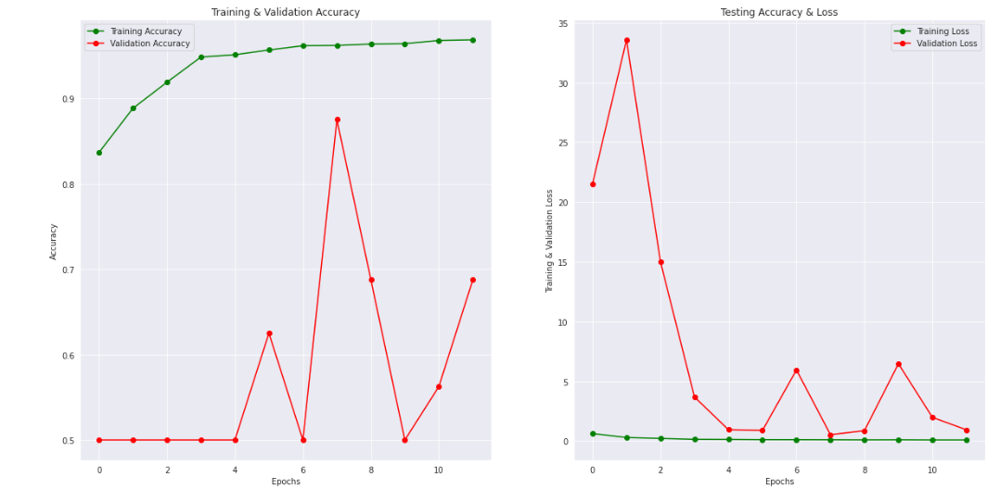 Training & Validation Accuracy
Training Accuracy
Validation Accuracy
0.9
0.8
0.7
0.6
0.5
Accuracy
0 2 4 6 8 10
Epochs
Testing Accuracy & Loss
Training Loss
Validation Loss
35
30
25
20
15
10
5
0
Training & Validation Loss
0 2 4 6 8 10
Epochs